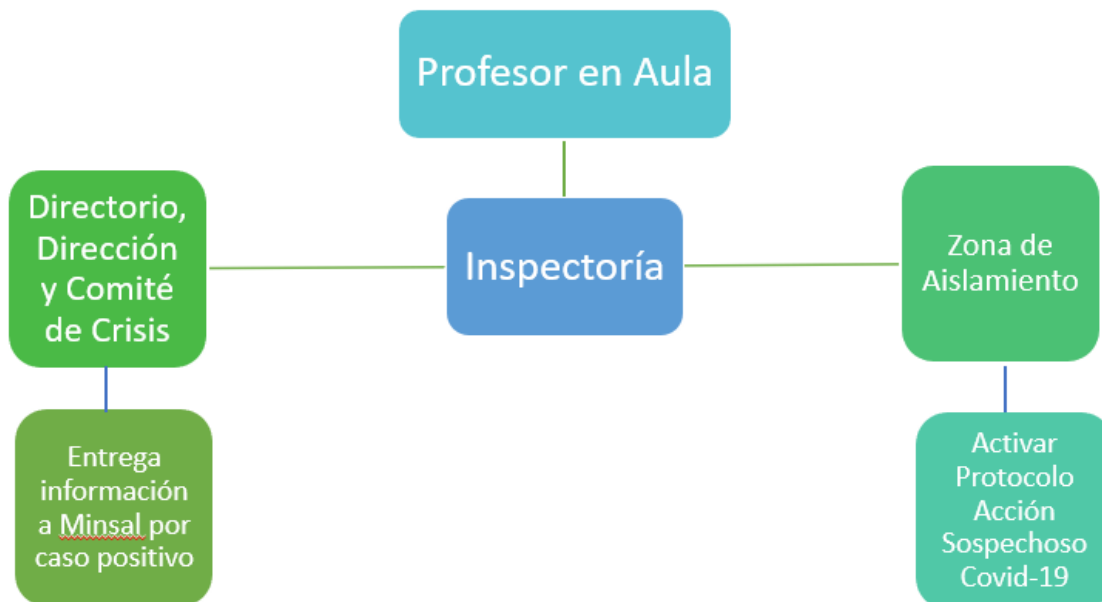 Profesor en Aula
Directorio,
Dirección
y Comité
de Crisis
Inspectoría
Zona de
Aislamiento
Entrega
información
a Minsal por
caso positivo
Activar
Protocolo
Acción
Sospechoso
Covid-19